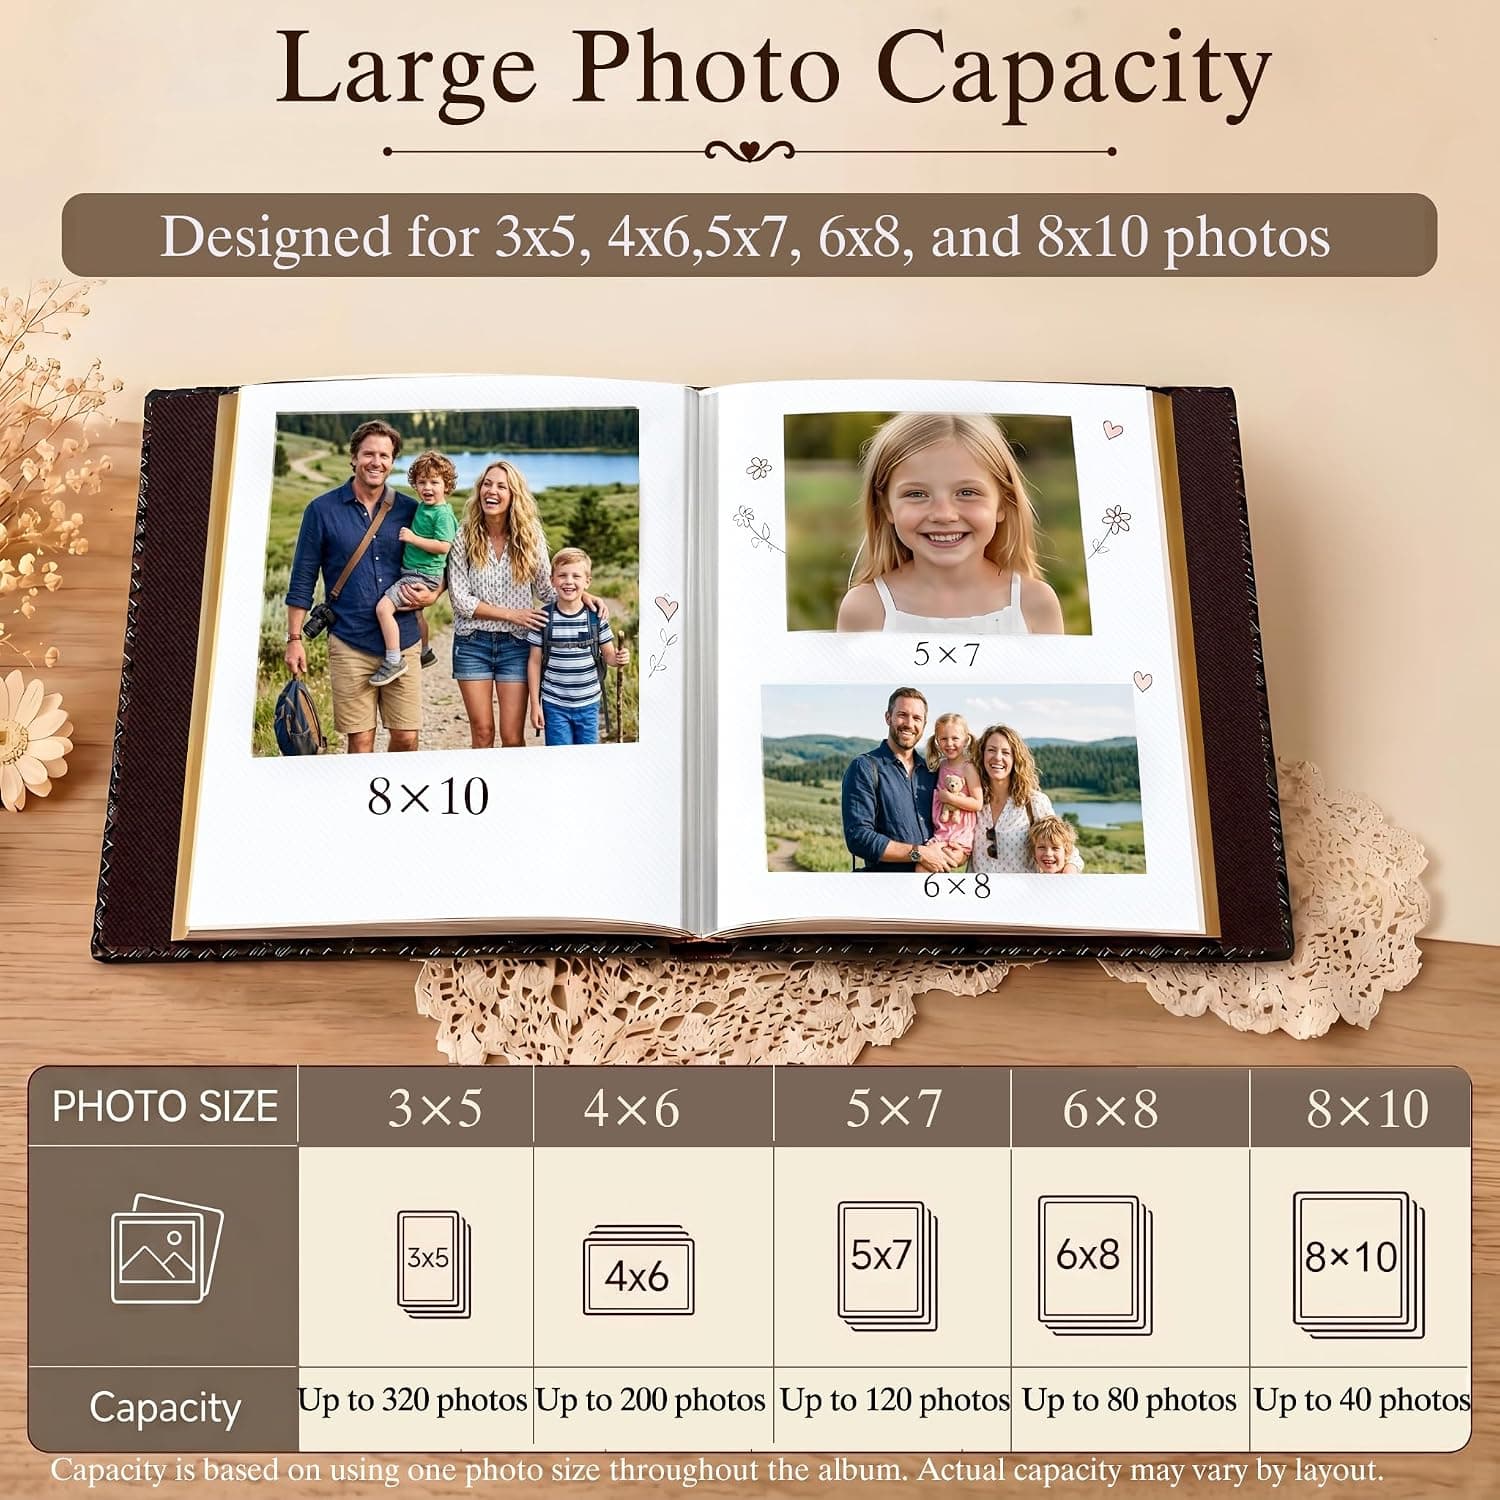 Large Photo Capacity
Designed for 3x5, 4x6,5x7, 6x8, and 8x10 photos
8×10
5×7
6×8
PHOTO SIZE 3×5 4×6 5×7 6×8 8×10
3x5 4x6 5x7 6x8 8×10
Capacity Up to 320 photos Up to 200 photos Up to 120 photos Up to 80 photos Up to 40 photos
Capacity is based on using one photo size throughout the album. Actual capacity may vary by layout.